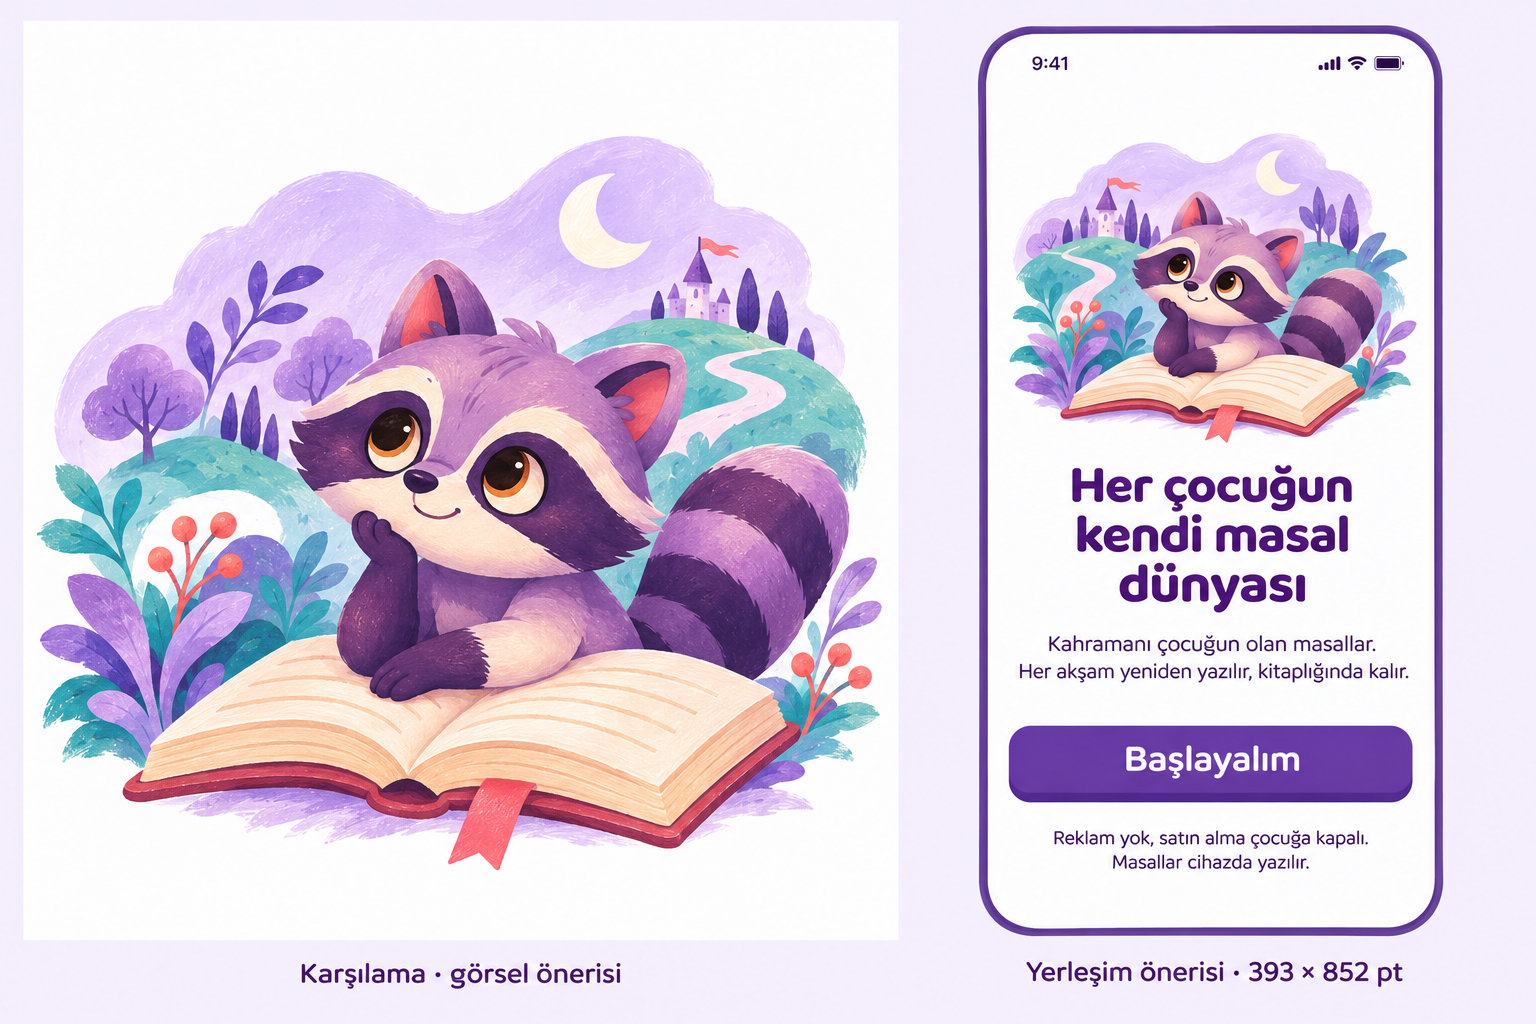 9:41
Her çocuğun
kendi masal
dünyası
Kahramanı çocuğun olan masallar.
Her akşam yeniden yazılır, kitaplığında kalır.
Başlayalım
Reklam yok, satın alma çocuğa kapalı.
Masallar cihazda yazılır.
Karşılama · görsel önerisi
Yerleşim önerisi · 393 × 852 pt